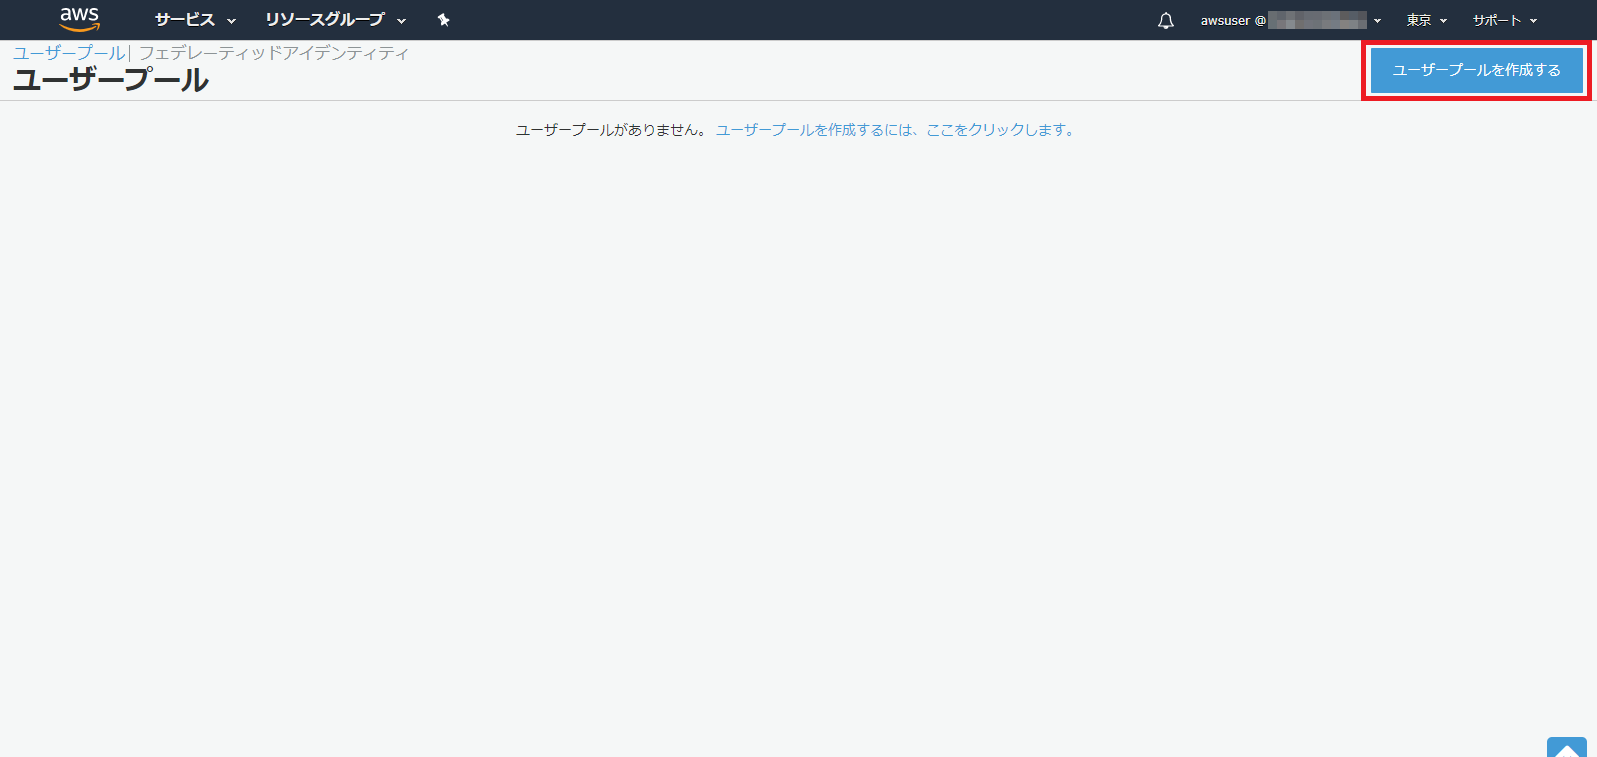 aws サービス リソースグループ awsuser @ 東京 サポート
ユーザープール| フェデレーティッドアイデンティティ
ユーザープール
ユーザープールを作成する
ユーザープールがありません。 ユーザープールを作成するには、ここをクリックします。